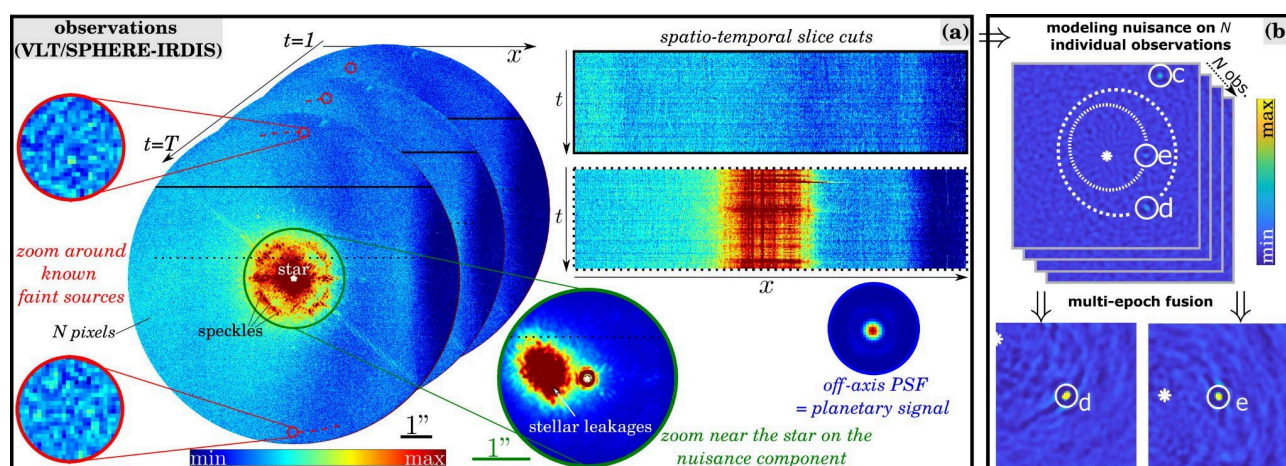 observations
(VLT/SPHERE-IRDIS)
t=1
x
t=T
zoom around
known
faint sources
N pixels
star
speckles
1”
min
max
(a)
spatio-temporal slice cuts
t
t
x
stellar leakages
1”
off-axis PSF
= planetary signal
zoom near the star on the
nuisance component
(b)
modeling nuisance on N
individual observations
N obs.
c
e
d
max
min
multi-epoch fusion
d
e